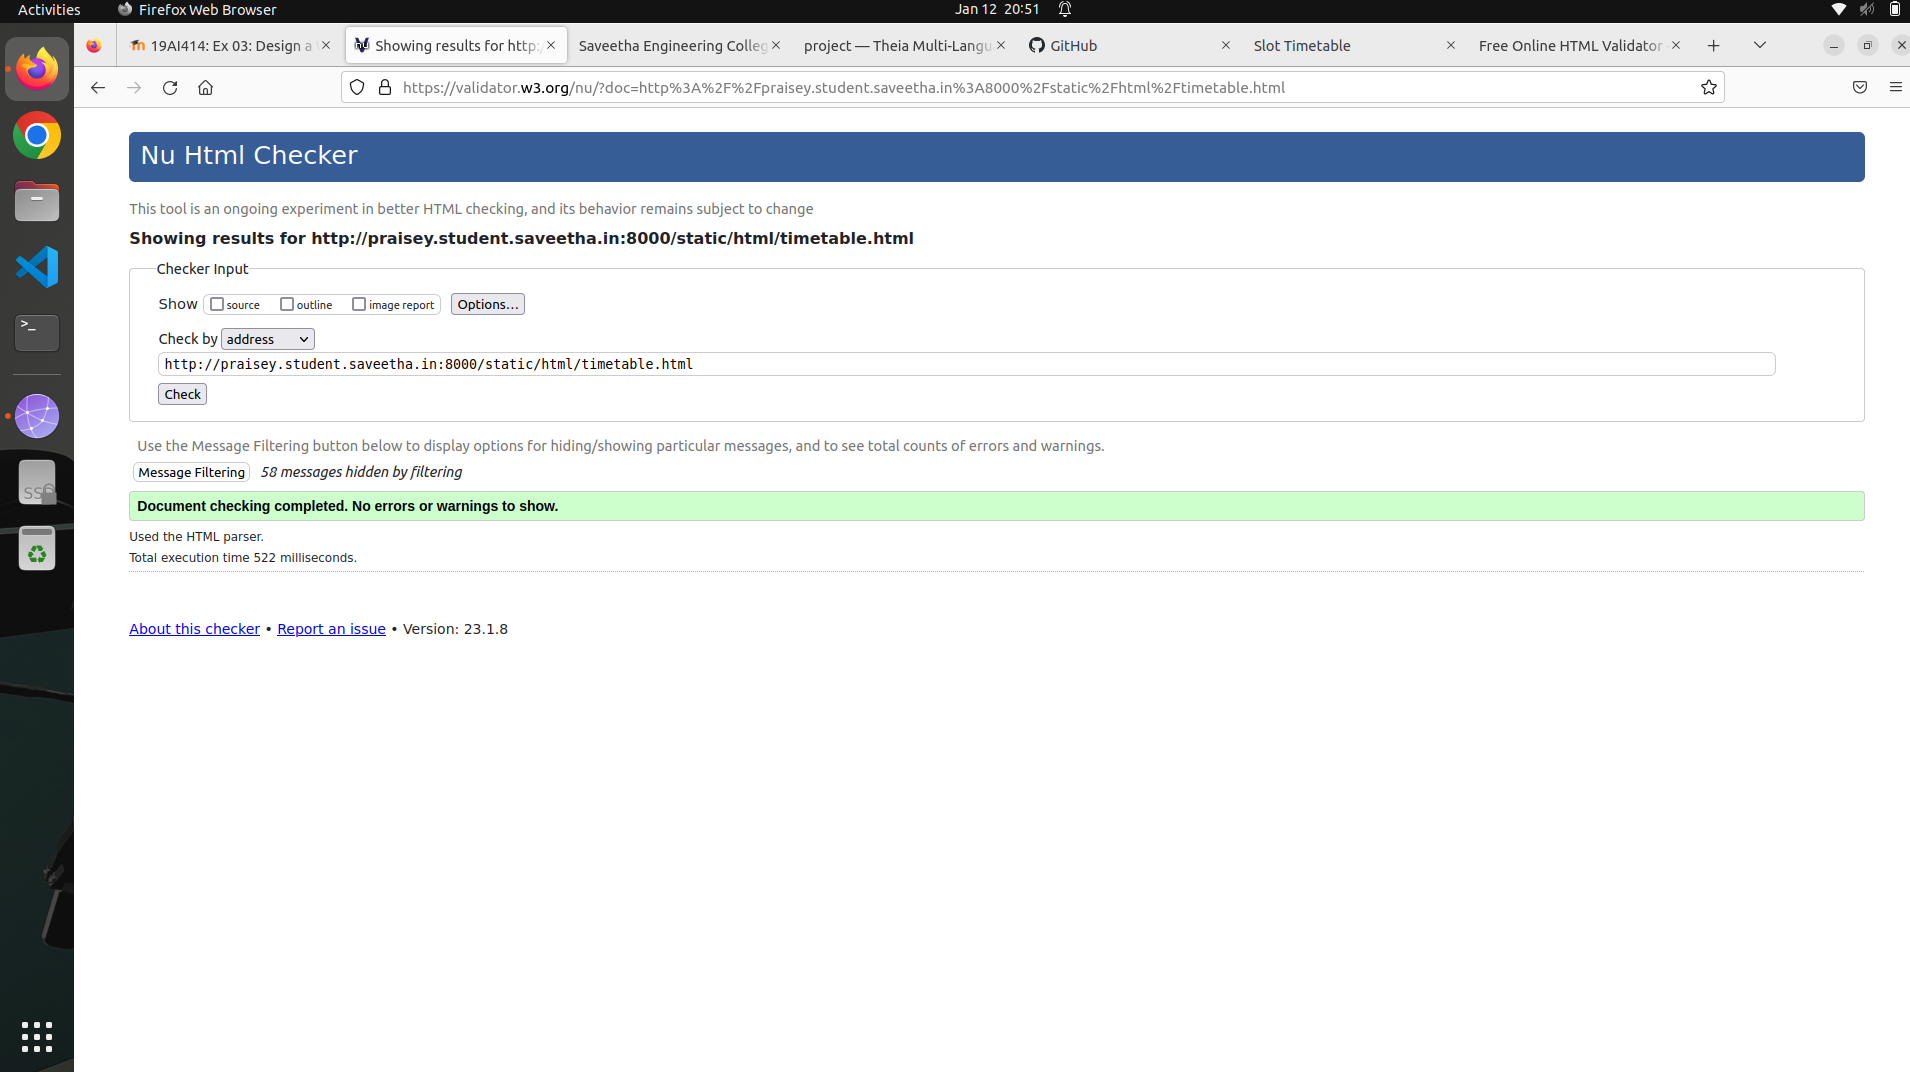 Activities
Firefox Web Browser
Jan 12 20:51
19AI414: Ex 03: Design a
Showing results for http:/
Saveetha Engineering Colleg
project — Theia Multi-Langu
GitHub
Slot Timetable
Free Online HTML Validator
https://validator.w3.org/nu/?doc=http%3A%2F%2Fpraisey.student.saveetha.in%3A8000%2Fstatic%2Fhtml%2Ftimetable.html
Nu Html Checker
This tool is an ongoing experiment in better HTML checking, and its behavior remains subject to change
Showing results for http://praisey.student.saveetha.in:8000/static/html/timetable.html
Checker Input
Show source outline image report Options...
Check by address
http://praisey.student.saveetha.in:8000/static/html/timetable.html
Check
Use the Message Filtering button below to display options for hiding/showing particular messages, and to see total counts of errors and warnings.
Message Filtering 58 messages hidden by filtering
Document checking completed. No errors or warnings to show.
Used the HTML parser.
Total execution time 522 milliseconds.
About this checker • Report an issue • Version: 23.1.8